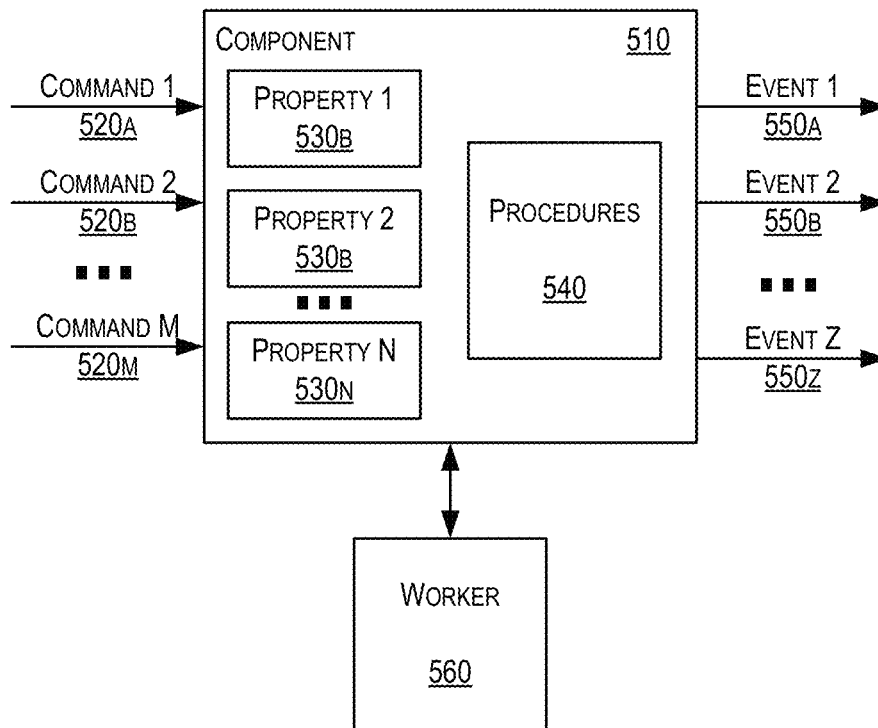 COMPONENT 510
COMMAND 1
520A
COMMAND 2
520B
COMMAND M
520M
PROPERTY 1
530B
PROPERTY 2
530B
PROPERTY N
530N
PROCEDURES
540
EVENT 1
550A
EVENT 2
550B
EVENT Z
550Z
WORKER
560